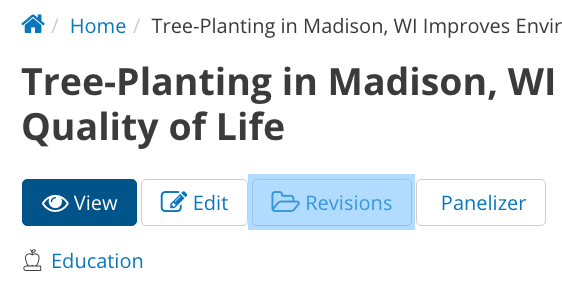 / Home / Tree-Planting in Madison, WI Improves Envir
Tree-Planting in Madison, WI
Quality of Life
View Edit Revisions Panelizer
Education